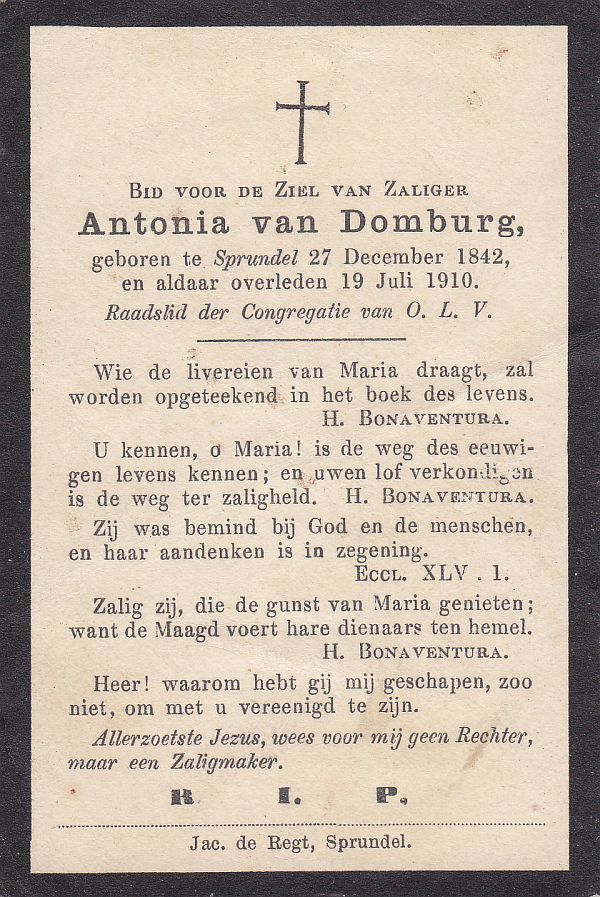 Bid voor de Ziel van Zaliger
Antonia van Domburg,
geboren te Sprundel 27 December 1842,
en aldaar overleden 19 Juli 1910.
Raadslid der Congregatie van O. L. V.
Wie de livereien van Maria draagt, zal
worden opgeteekend in het boek des levens.
H. Bonaventura.
U kennen, o Maria! is de weg des eeuwi-
gen levens kennen; en uwen lof verkondigen
is de weg ter zaligheld. H. Bonaventura.
Zij was bemind bij God en de menschen,
en haar aandenken is in zegening.
Eccl. XLV. 1.
Zalig zij, die de gunst van Maria genieten;
want de Maagd voert hare dienaars ten hemel.
H. Bonaventura.
Heer! waarom hebt gij mij geschapen, zoo
niet, om met u vereenigd te zijn.
Allerzoetste Jezus, wees voor mij geen Rechter,
maar een Zaligmaker.
R. I. P.
Jac. de Regt, Sprundel.